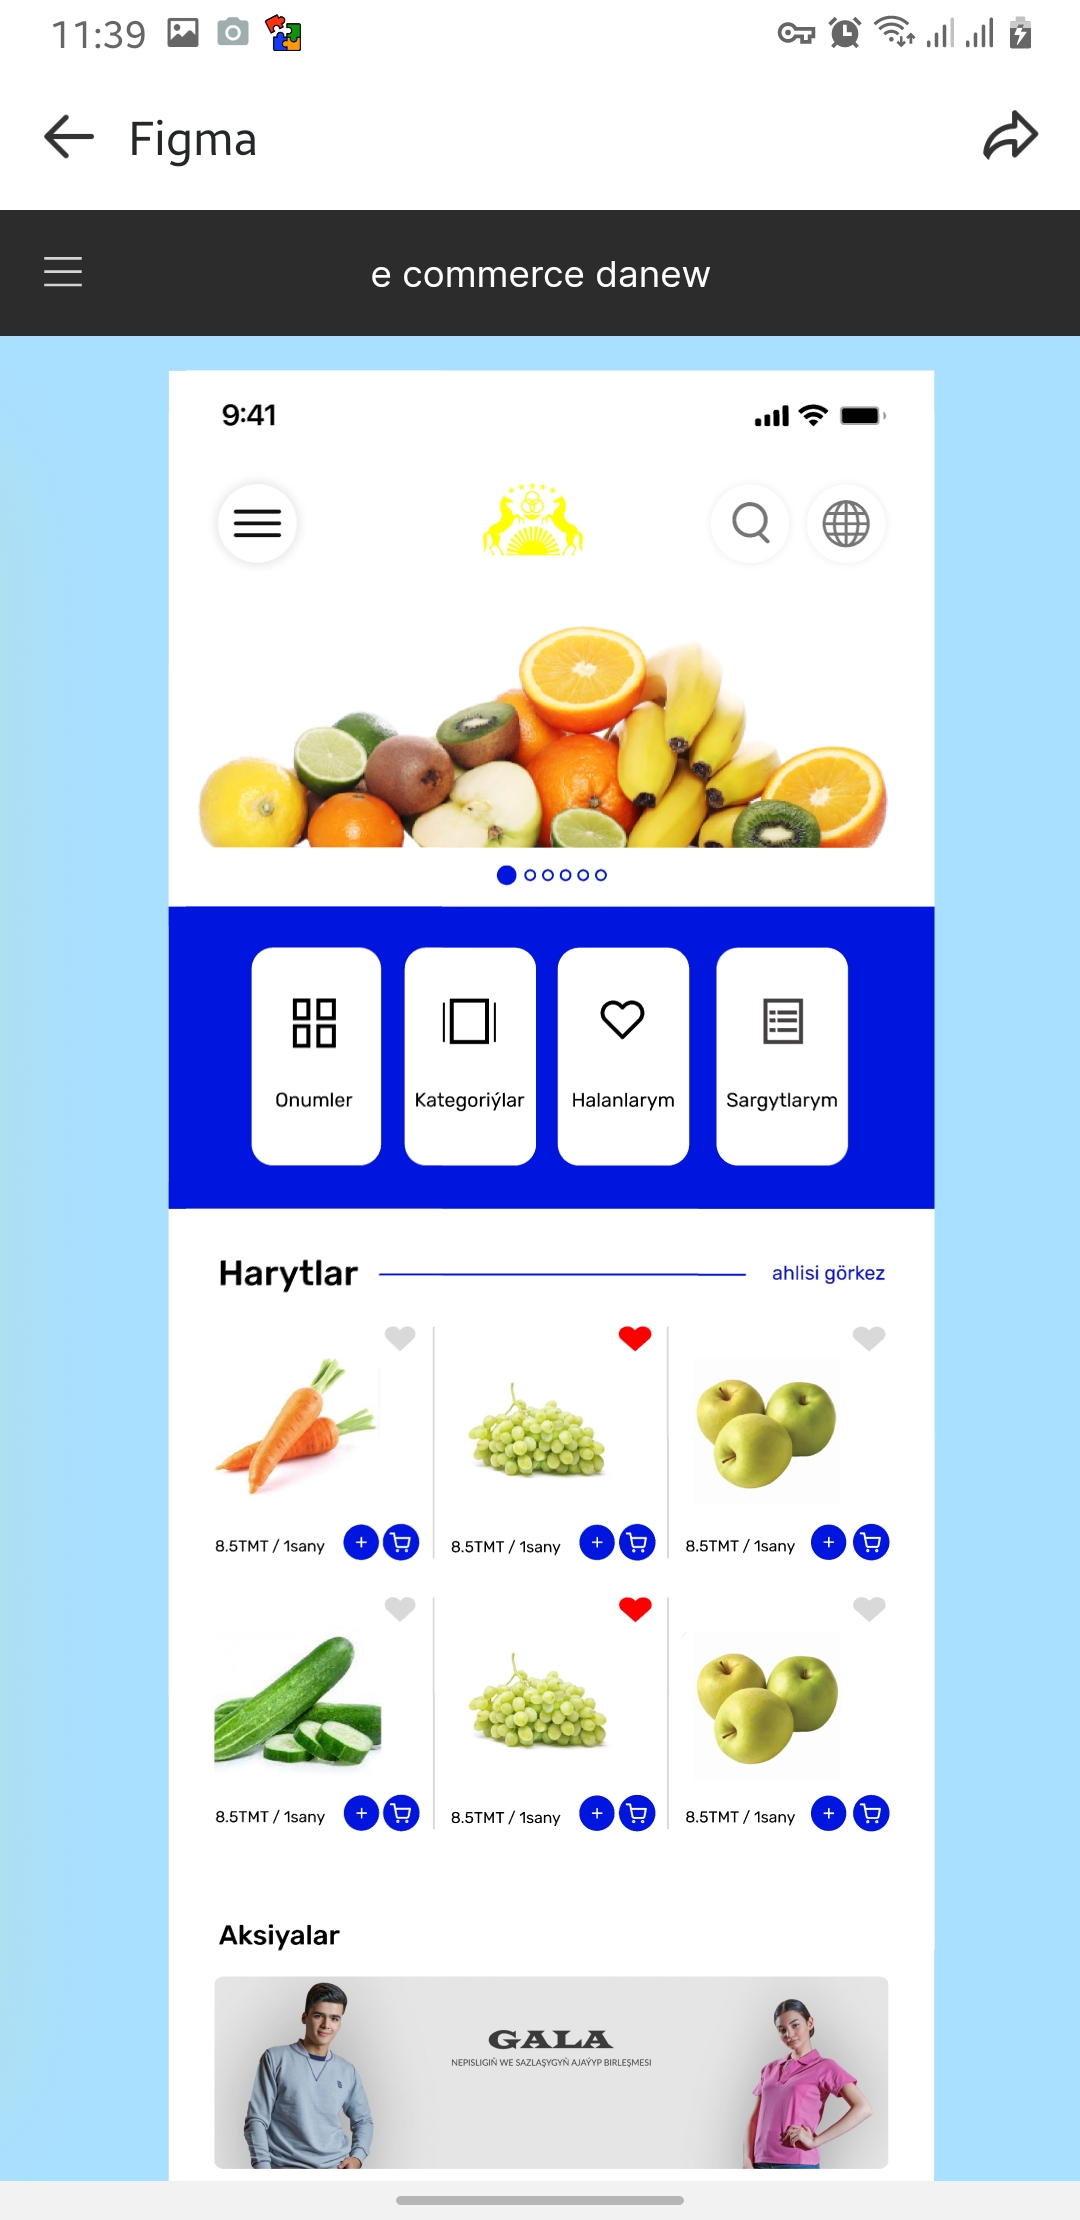 11:39
Figma
e commerce danew
9:41
Onumler
Kategoriýlar
Halanlarym
Sargytlarym
Harytlar
ahlisi görkez
8.5TMT / 1sany
8.5TMT / 1sany
8.5TMT / 1sany
8.5TMT / 1sany
8.5TMT / 1sany
8.5TMT / 1sany
Aksiyalar
GALA
NEPISLIGIŇ WE SAZLAŞYGYŇ AJAÝYP BIRLEŞMESI